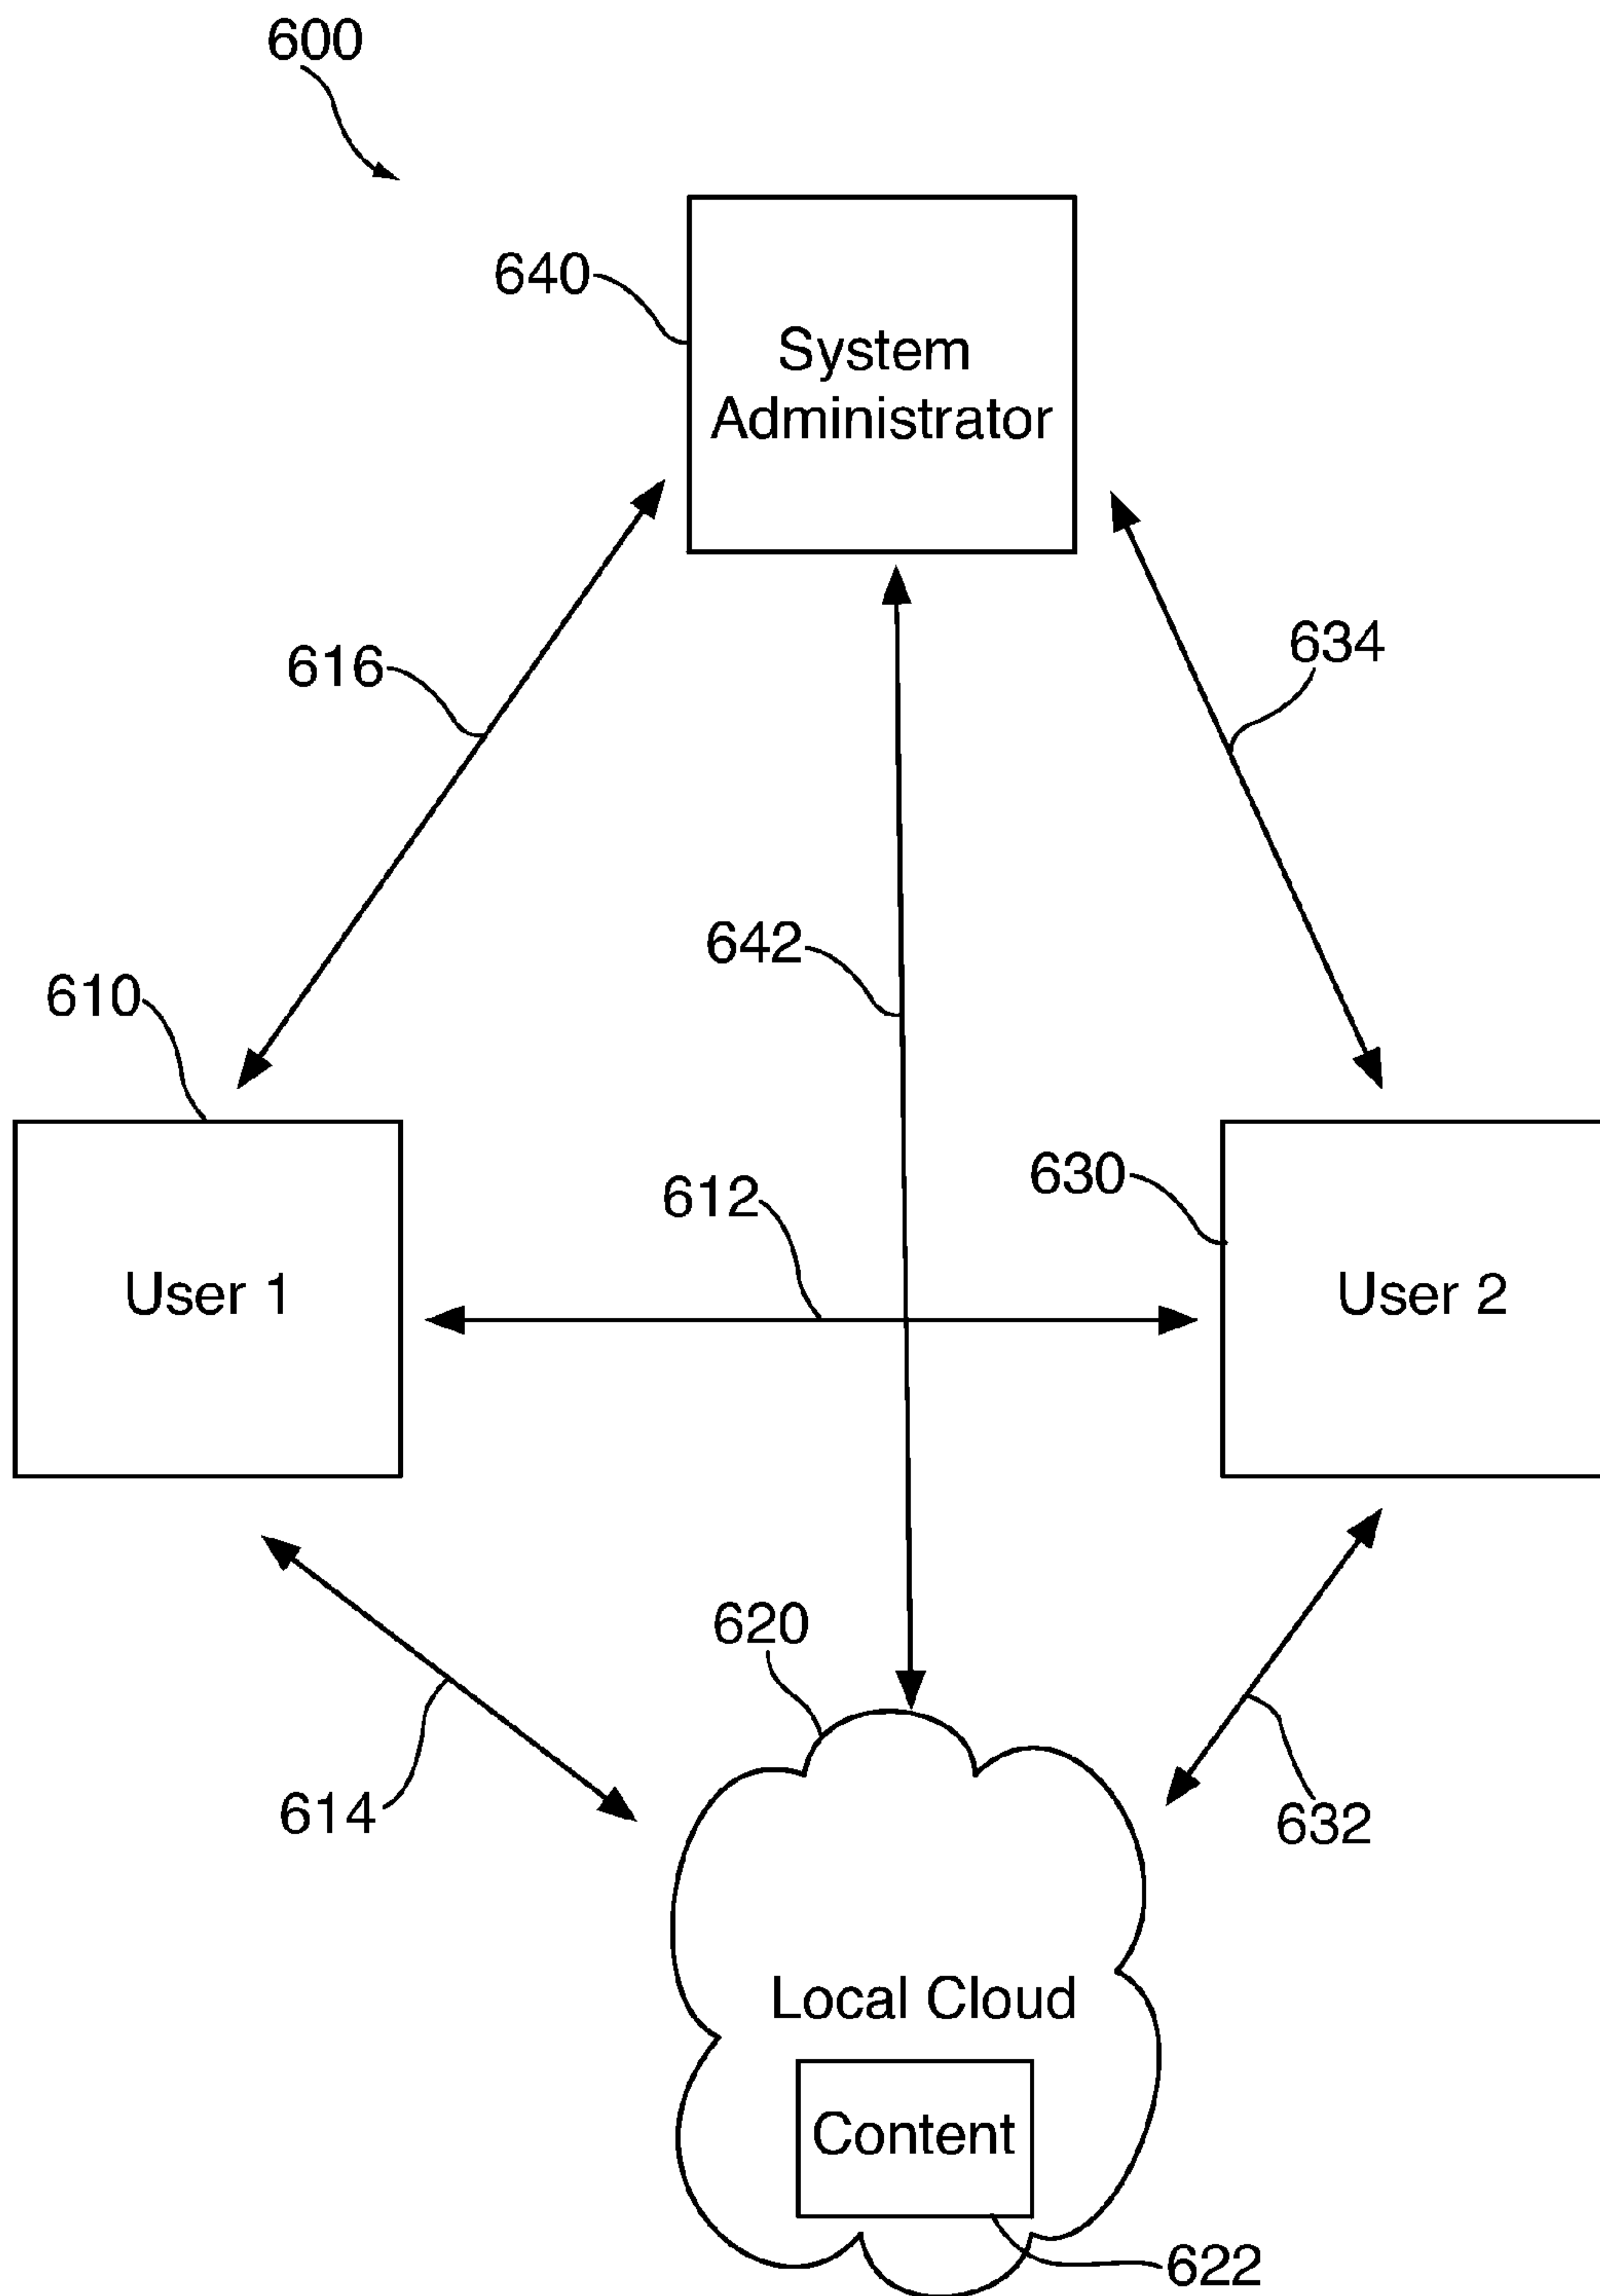 600
640
System
Administrator
616
634
642
610
612
630
User 1
User 2
620
614
632
Local Cloud
Content
622